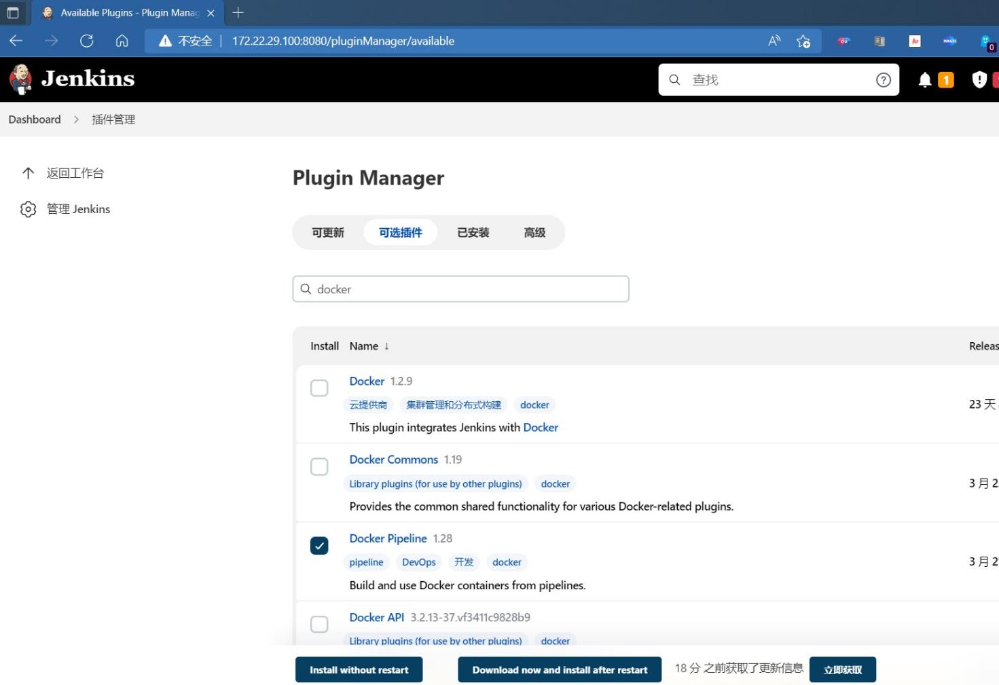 Available Plugins - Plugin Manag
不安全 172.22.29.100:8080/pluginManager/available
Jenkins
查找
1
Dashboard 插件管理
返回工作台
管理 Jenkins
Plugin Manager
可更新 可选插件 已安装 高级
docker
Install Name ↓ Releas
Docker 1.2.9
云提供商 集群管理和分布式构建 docker
23 天
This plugin integrates Jenkins with Docker
Docker Commons 1.19
Library plugins (for use by other plugins) docker
3 月 2
Provides the common shared functionality for various Docker-related plugins.
Docker Pipeline 1.28
pipeline DevOps 开发 docker
3 月 2
Build and use Docker containers from pipelines.
Docker API 3.2.13-37.vf3411c9828b9
Library plugins (for use by other plugins) docker
Install without restart Download now and install after restart 18 分 之前获取了更新信息 立即获取